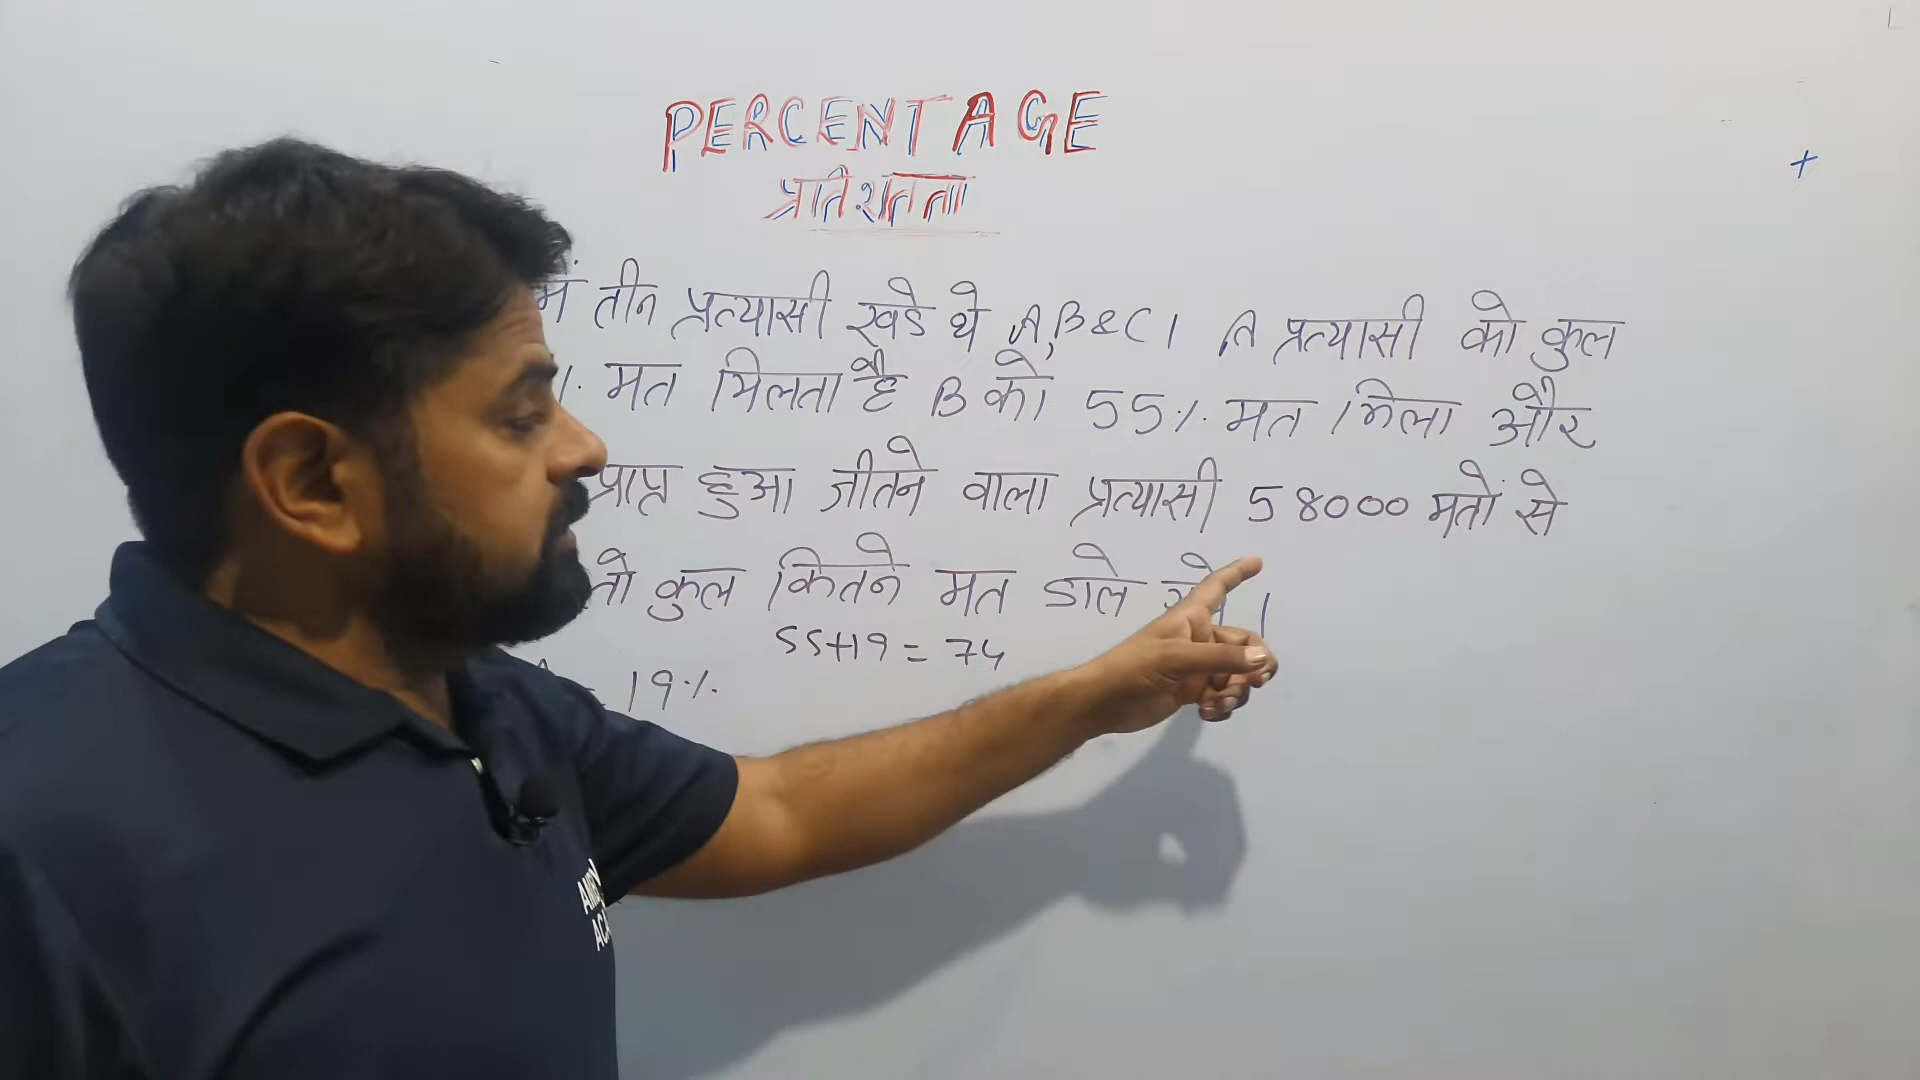 PERCENTAGE
प्रतिशतता
में तीन प्रत्यासी खडे थे A,B&C । A प्रत्यासी को कुल
%. मत मिलता है B को 55%. मत मिला और
प्राप्त हुआ जीतने वाला प्रत्यासी 58000 मतों से
तो कुल कितने मत डाले गये ।
55+19 = 74
= 19%.
+